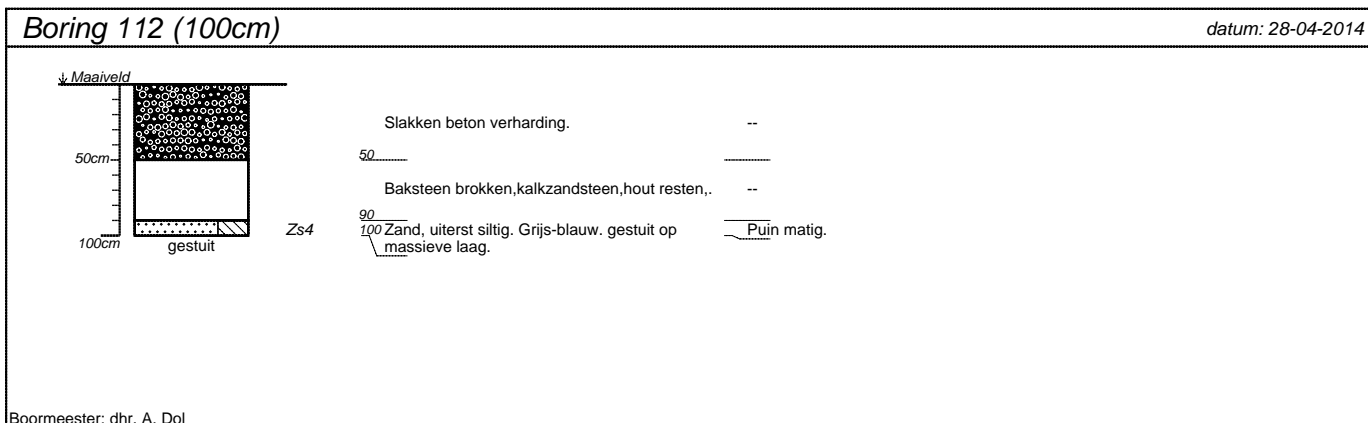 Boring 112 (100cm)
datum: 28-04-2014
Maaiveld
Slakken beton verharding.
--
50cm
50
Baksteen brokken,kalkzandsteen,hout resten,.
--
90
Zs4
100
Zand, uiterst siltig. Grijs-blauw. gestuit op
massieve laag.
Puin matig.
100cm
gestuit
Boormeester: dhr. A. Dol